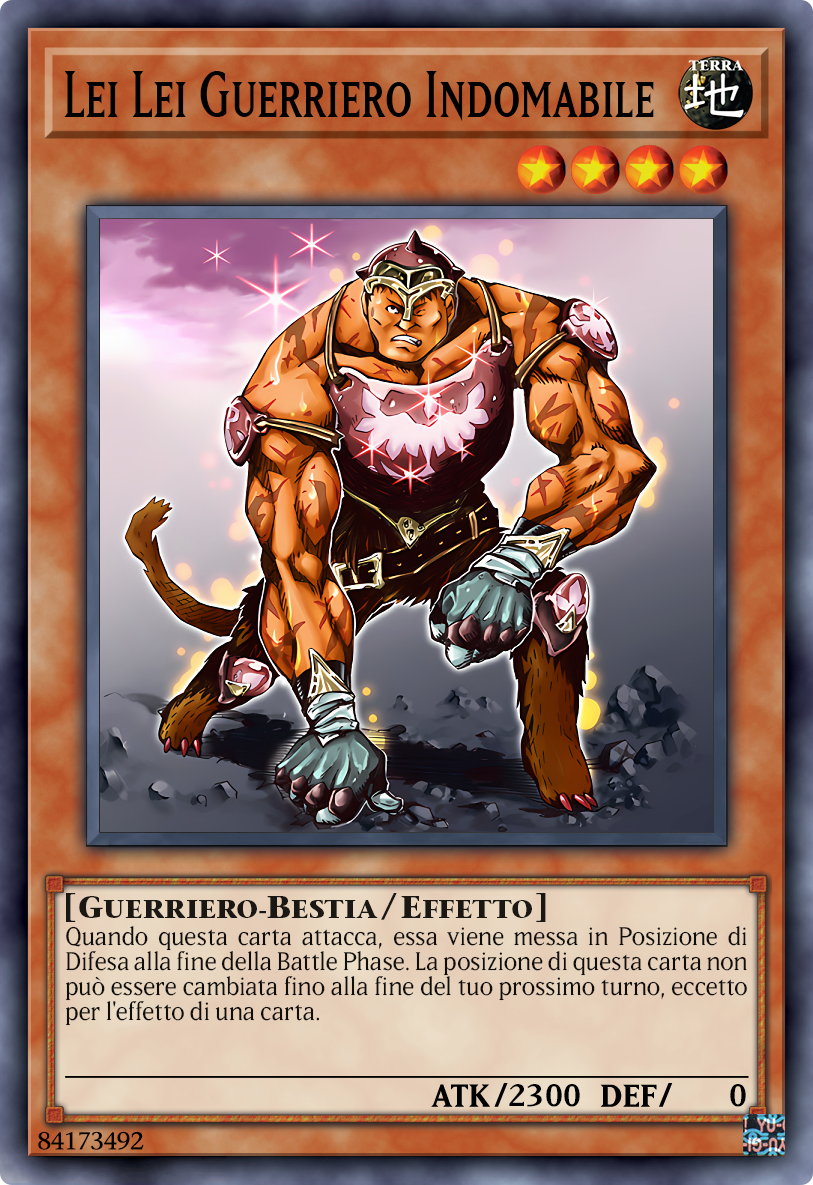 Lei Lei Guerriero Indomabile
TERRA
地
[Guerriero-Bestia/Effetto]
Quando questa carta attacca, essa viene messa in Posizione di
Difesa alla fine della Battle Phase. La posizione di questa carta non
può essere cambiata fino alla fine del tuo prossimo turno, eccetto
per l'effetto di una carta.
ATK/2300 DEF/ 0
84173492